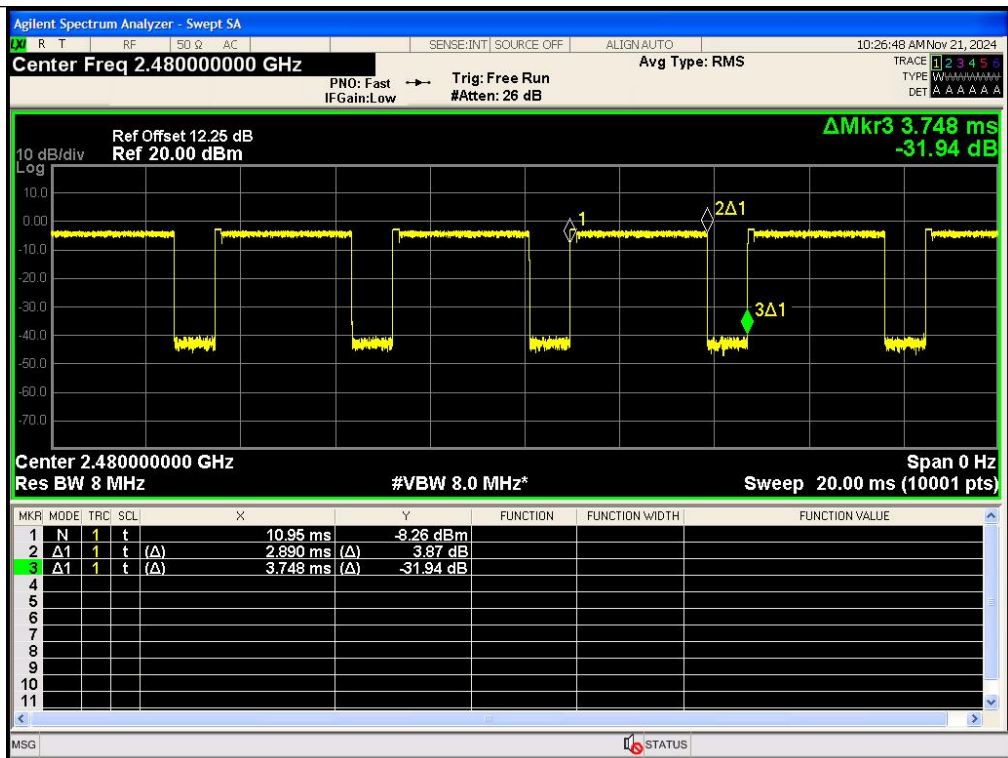 Agilent Spectrum Analyzer - Swept SA
LXI R T RF 50 Ω AC SENSE:INT SOURCE OFF ALIGN AUTO 10:26:48 AM Nov 21, 2024
Center Freq 2.480000000 GHz Avg Type: RMS TRACE 1 2 3 4 5 6
PNO: Fast Trig: Free Run TYPE W
IFGain:Low #Atten: 26 dB DET A A A A A A
ΔMkr3 3.748 ms
-31.94 dB
Ref Offset 12.25 dB
10 dB/div Ref 20.00 dBm
Log
10.0
0.00
-10.0
-20.0
-30.0
-40.0
-50.0
-60.0
-70.0
1
2Δ1
3Δ1
Center 2.480000000 GHz Span 0 Hz
Res BW 8 MHz #VBW 8.0 MHz* Sweep 20.00 ms (10001 pts)
MKR MODE TRC SCL X Y FUNCTION FUNCTION WIDTH FUNCTION VALUE
1 N 1 t 10.95 ms -8.26 dBm
2 Δ1 1 t (Δ) 2.890 ms (Δ) 3.87 dB
3 Δ1 1 t (Δ) 3.748 ms (Δ) -31.94 dB
4
5
6
7
8
9
10
11
MSG STATUS